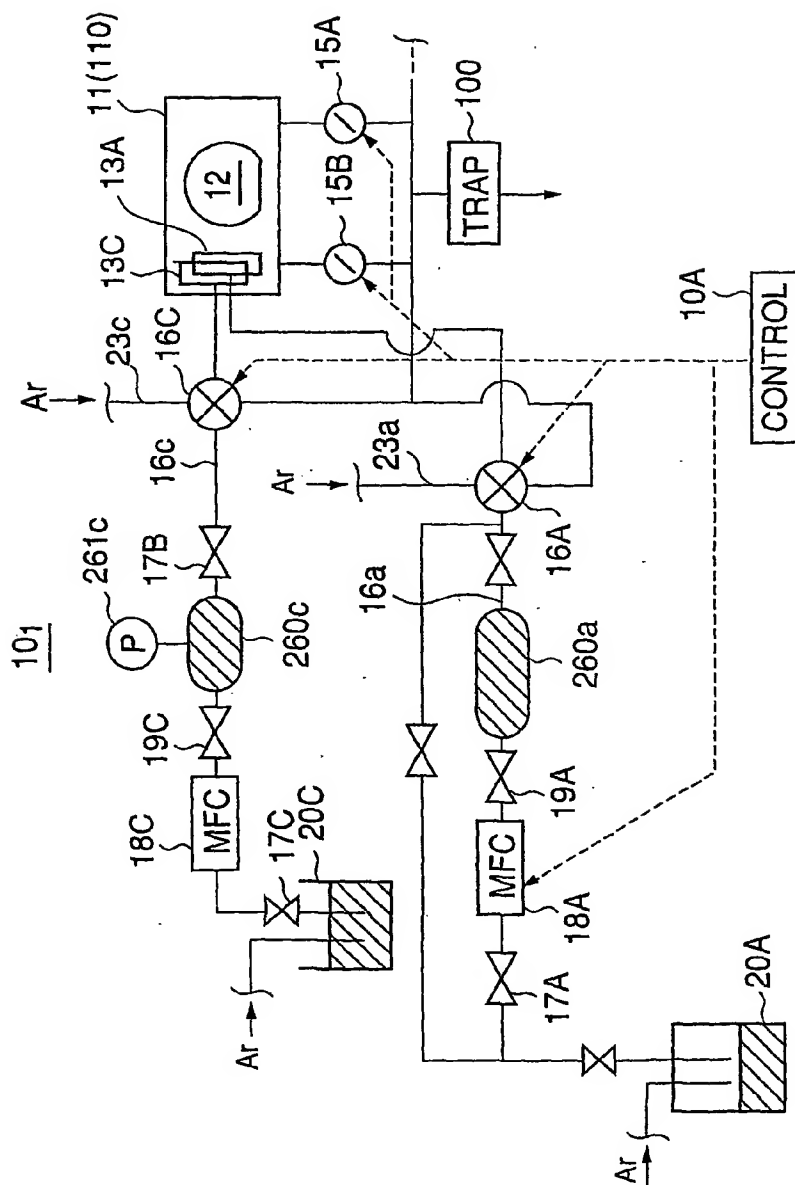 10₁
11(110)
13A
13C
12
15A
15B
100
TRAP
10A
CONTROL
Ar
23c
16C
16c
17B
261c
P
260c
19C
18C
MFC
17C
20C
Ar
Ar
23a
16A
16a
260a
19A
MFC
18A
17A
20A
Ar